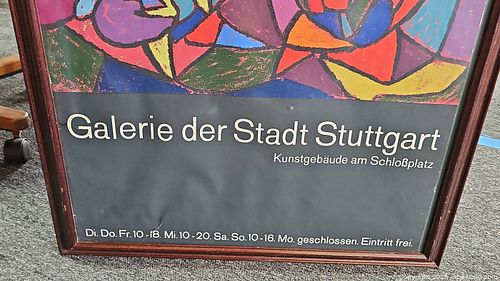 Galerie der Stadt Stuttgart
Kunstgebäude am Schloßplatz
Di. Do. Fr. 10-18. Mi. 10-20. Sa. So. 10-16. Mo. geschlossen. Eintritt frei.